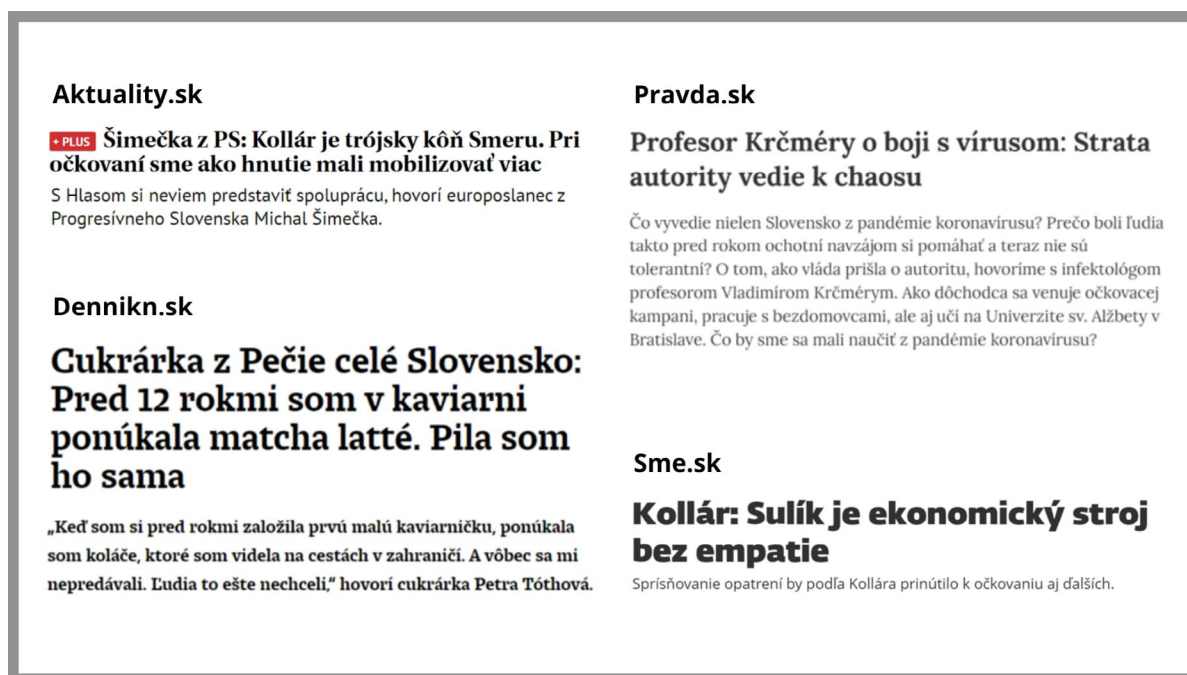 Aktuality.sk
+ PLUS Šimečka z PS: Kollár je trójsky kôň Smeru. Pri
očkovaní sme ako hnutie mali mobilizovať viac
S Hlasom si neviem predstaviť spoluprácu, hovorí europoslanec z
Progresívneho Slovenska Michal Šimečka.
Dennikn.sk
Cukrárka z Pečie celé Slovensko:
Pred 12 rokmi som v kaviarni
ponúkala matcha latté. Pila som
ho sama
„Keď som si pred rokmi založila prvú malú kaviarničku, ponúkala
som koláče, ktoré som videla na cestách v zahraničí. A vôbec sa mi
nepredávali. Ľudia to ešte nechceli,“ hovorí cukrárka Petra Tóthová.
Pravda.sk
Profesor Krčméry o boji s vírusom: Strata
autority vedie k chaosu
Čo vyvedie nielen Slovensko z pandémie koronavírusu? Prečo boli ľudia
takto pred rokom ochotní navzájom si pomáhať a teraz nie sú
tolerantní? O tom, ako vláda prišla o autoritu, hovoríme s infektológom
profesorom Vladimírom Krčmérym. Ako dôchodca sa venuje očkovacej
kampani, pracuje s bezdomovcami, ale aj učí na Univerzite sv. Alžbety v
Bratislave. Čo by sme sa mali naučiť z pandémie koronavírusu?
Sme.sk
Kollár: Sulík je ekonomický stroj
bez empatie
Sprísňovanie opatrení by podľa Kollára prinútilo k očkovaniu aj ďalších.